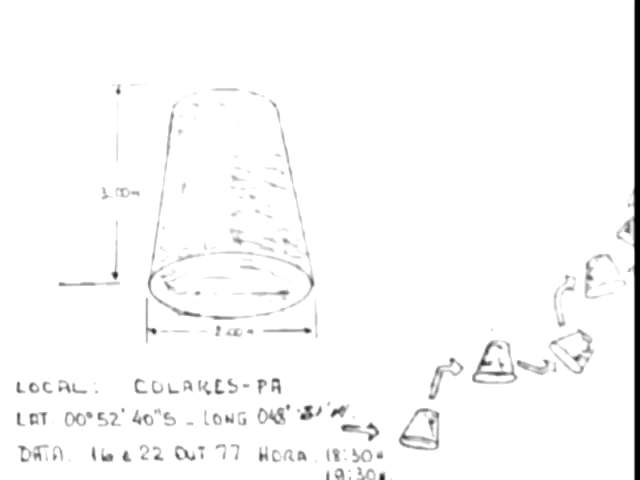 3.00m
2.00m
LOCAL: COLARES-PA
LAT. 00°52'40"S - LONG 048°
DATA. 16 e 22 OUT 77 HORA. 18:30
19:30